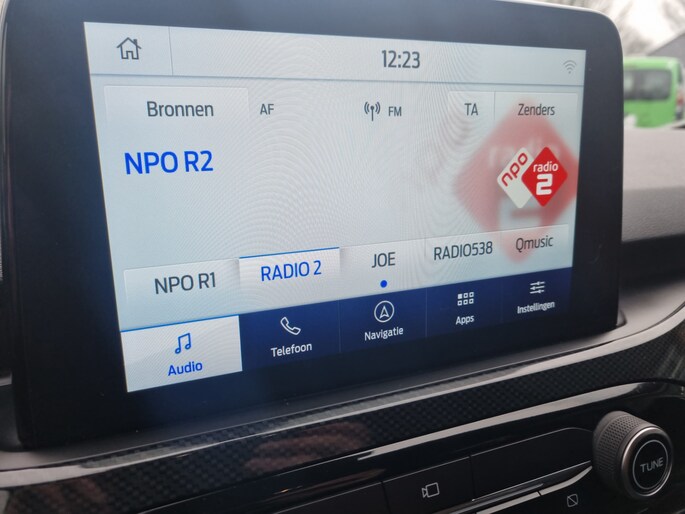 12:23
Bronnen
AF
FM
TA
Zenders
NPO R2
npo
radio
2
NPO R1
RADIO 2
JOE
RADIO538
Qmusic
Audio
Telefoon
Navigatie
Apps
Instellingen
TUNE